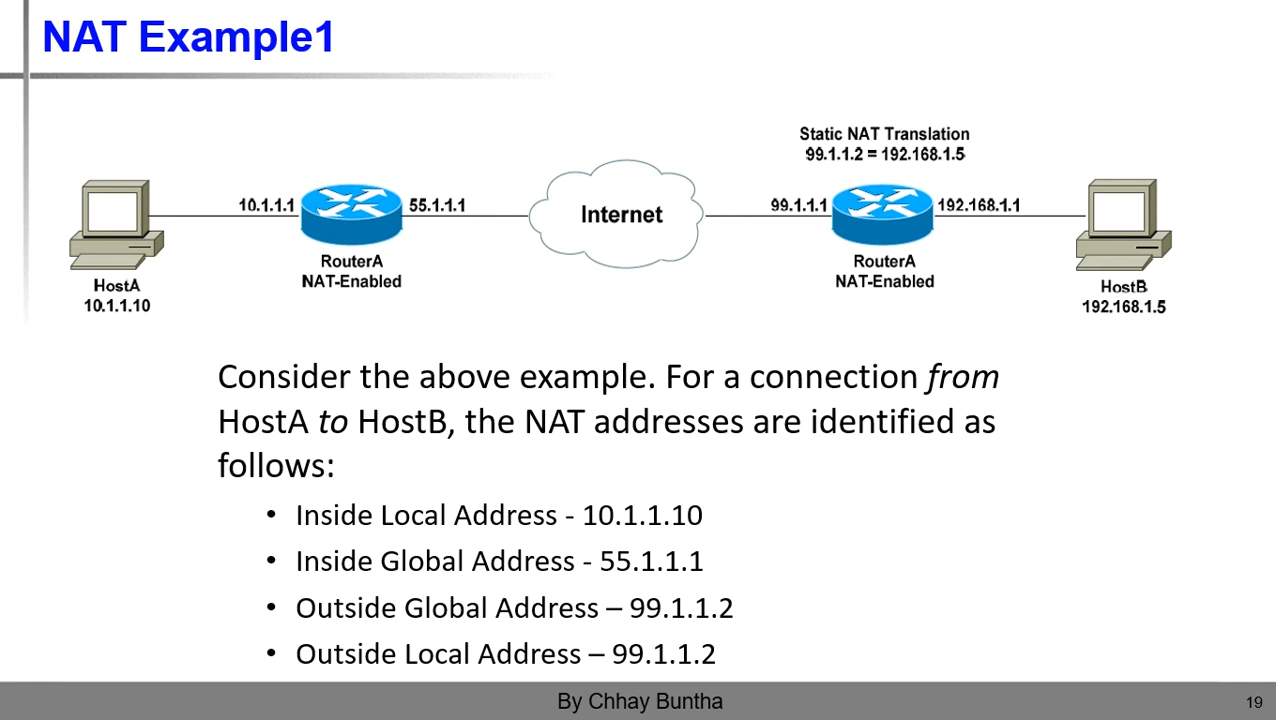 NAT Example1
Static NAT Translation
99.1.1.2 = 192.168.1.5
10.1.1.1
55.1.1.1
Internet
99.1.1.1
192.168.1.1
RouterA
NAT-Enabled
RouterA
NAT-Enabled
HostA
10.1.1.10
HostB
192.168.1.5
Consider the above example. For a connection from
HostA to HostB, the NAT addresses are identified as
follows:
• Inside Local Address - 10.1.1.10
• Inside Global Address - 55.1.1.1
• Outside Global Address – 99.1.1.2
• Outside Local Address – 99.1.1.2
By Chhay Buntha
19